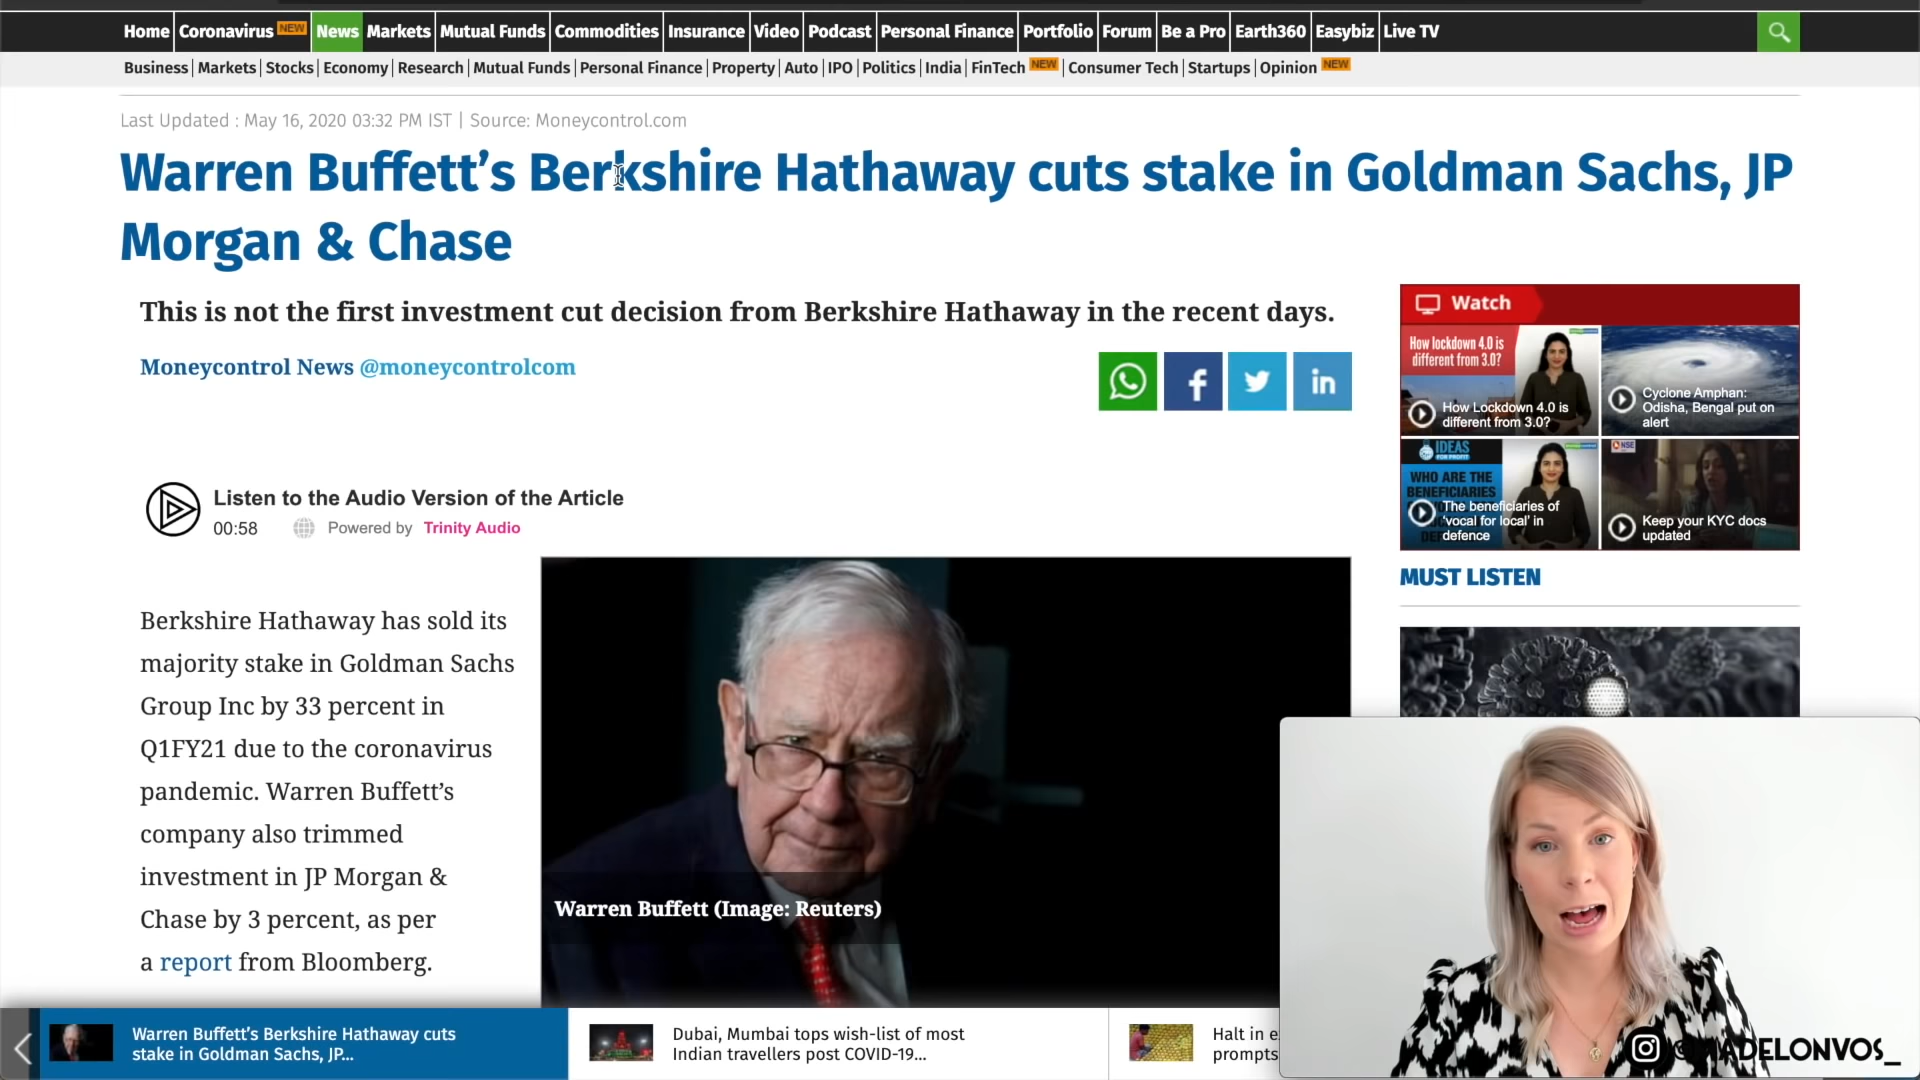 Home Coronavirus NEW News Markets Mutual Funds Commodities Insurance Video Podcast Personal Finance Portfolio Forum Be a Pro Earth360 Easybiz Live TV
Business Markets Stocks Economy Research Mutual Funds Personal Finance Property Auto IPO Politics India FinTech NEW Consumer Tech Startups Opinion NEW
Last Updated : May 16, 2020 03:32 PM IST | Source: Moneycontrol.com
Warren Buffett’s Berkshire Hathaway cuts stake in Goldman Sachs, JP
Morgan & Chase
This is not the first investment cut decision from Berkshire Hathaway in the recent days.
Moneycontrol News @moneycontrolcom
Listen to the Audio Version of the Article
00:58 Powered by Trinity Audio
Berkshire Hathaway has sold its
majority stake in Goldman Sachs
Group Inc by 33 percent in
Q1FY21 due to the coronavirus
pandemic. Warren Buffett’s
company also trimmed
investment in JP Morgan &
Chase by 3 percent, as per
a report from Bloomberg.
Warren Buffett (Image: Reuters)
Watch
How lockdown 4.0 is
different from 3.0?
How Lockdown 4.0 is
different from 3.0?
Cyclone Amphan:
Odisha, Bengal put on
alert
IDEAS
FOR PROFIT
WHO ARE THE
BENEFICIARIES
The beneficiaries of
‘vocal for local’ in
defence
NSE
Keep your KYC docs
updated
MUST LISTEN
Warren Buffett’s Berkshire Hathaway cuts
stake in Goldman Sachs, JP...
Dubai, Mumbai tops wish-list of most
Indian travellers post COVID-19...
Halt in
prompts